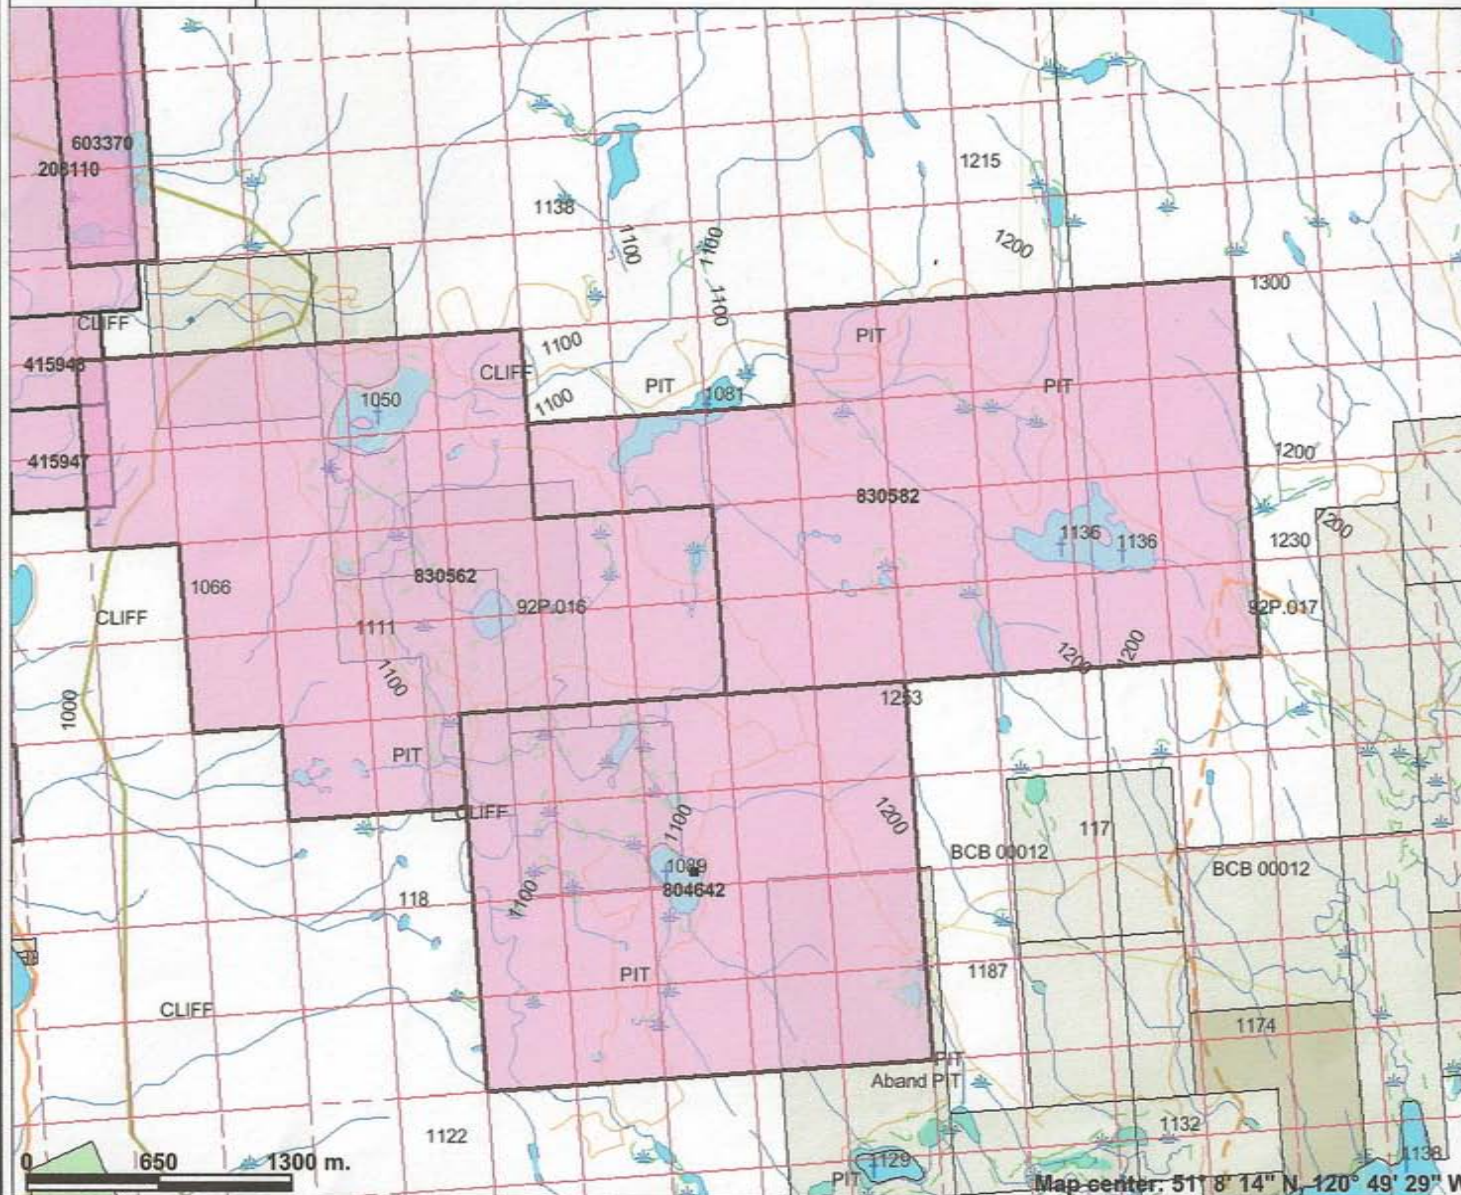 603370
208110
1215
1138
1100
1100
1200
1100
1300
CLIFF
1100
PIT
415948
CLIFF
PIT
PIT
1050
1100
1081
1200
415947
830582
1200
1136
1136
1230
830562
1066
92P.016
92P.017
CLIFF
1111
1100
1200
1200
1000
1253
PIT
CLIFF
1100
1200
117
BCB 00012
BCB 00012
1089
804642
1100
118
PIT
1187
CLIFF
1174
PIT
Aband PIT
1122
1132
1129
1138
PIT
0 650 1300 m.
Map center: 51° 8' 14" N, 120° 49' 29" W